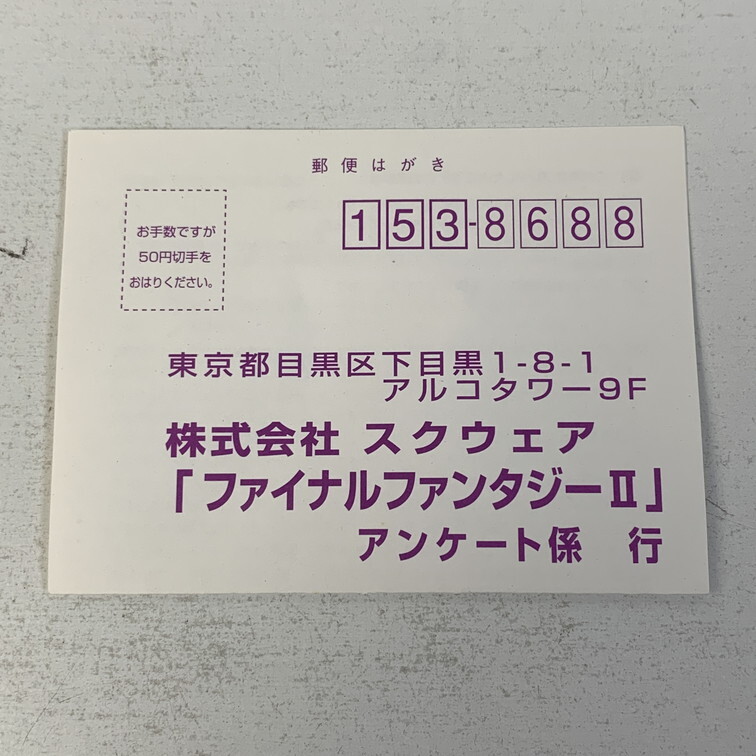 郵便はがき
153-8688
お手数ですが
50円切手を
おはりください。
東京都目黒区下目黒1-8-1
アルコタワー9F
株式会社 スクウェア
「ファイナルファンタジーⅡ」
アンケート係 行